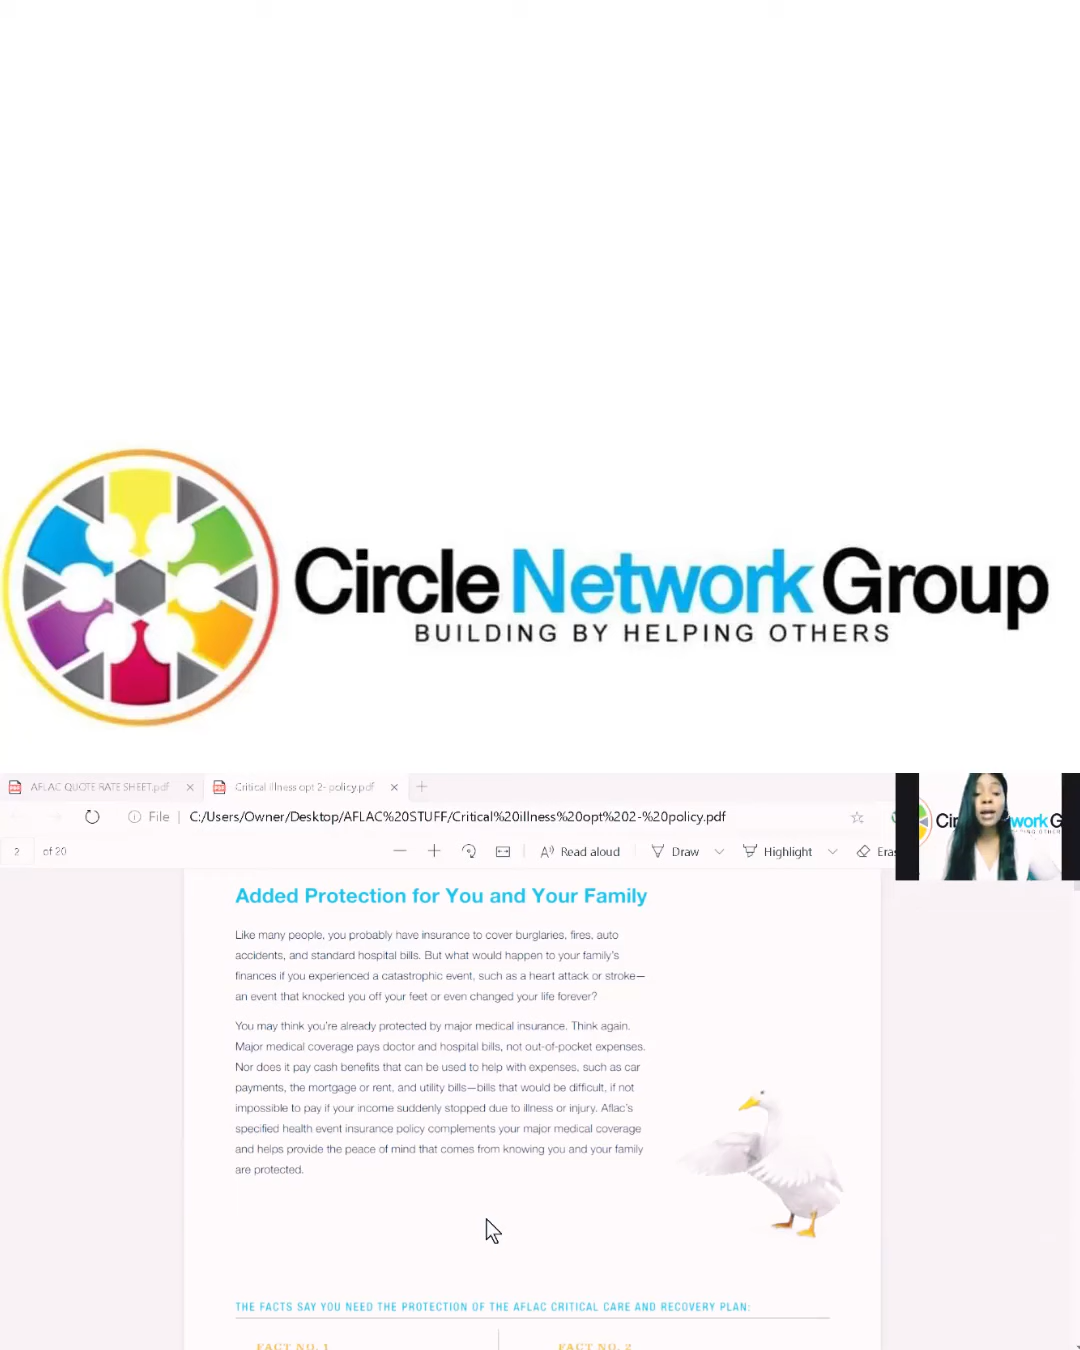 Circle Network Group
BUILDING BY HELPING OTHERS
AFLAC QUOTE RATE SHEET.pdf
Critical illness opt 2- policy.pdf
File
C:/Users/Owner/Desktop/AFLAC%20STUFF/Critical%20illness%20opt%202-%20policy.pdf
2 of 20
Read aloud
Draw
Highlight
Eras
Cir work G
Added Protection for You and Your Family
Like many people, you probably have insurance to cover burglaries, fires, auto
accidents, and standard hospital bills. But what would happen to your family's
finances if you experienced a catastrophic event, such as a heart attack or stroke—
an event that knocked you off your feet or even changed your life forever?
You may think you're already protected by major medical insurance. Think again.
Major medical coverage pays doctor and hospital bills, not out-of-pocket expenses.
Nor does it pay cash benefits that can be used to help with expenses, such as car
payments, the mortgage or rent, and utility bills—bills that would be difficult, if not
impossible to pay if your income suddenly stopped due to illness or injury. Aflac's
specified health event insurance policy complements your major medical coverage
and helps provide the peace of mind that comes from knowing you and your family
are protected.
THE FACTS SAY YOU NEED THE PROTECTION OF THE AFLAC CRITICAL CARE AND RECOVERY PLAN:
FACT NO. 1
FACT NO. 2